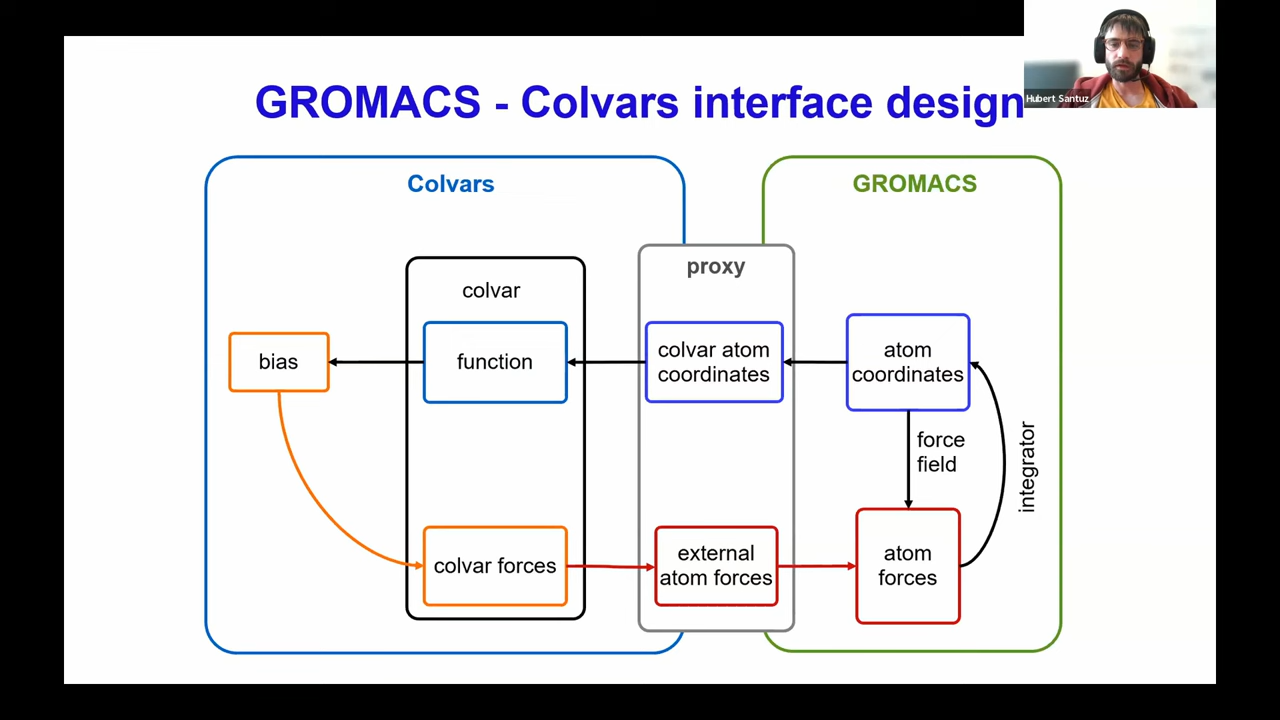 GROMACS - Colvars interface design
Hubert Santuz
Colvars
GROMACS
proxy
colvar
bias
function
colvar atom
coordinates
atom
coordinates
force
field
integrator
colvar forces
external
atom forces
atom
forces